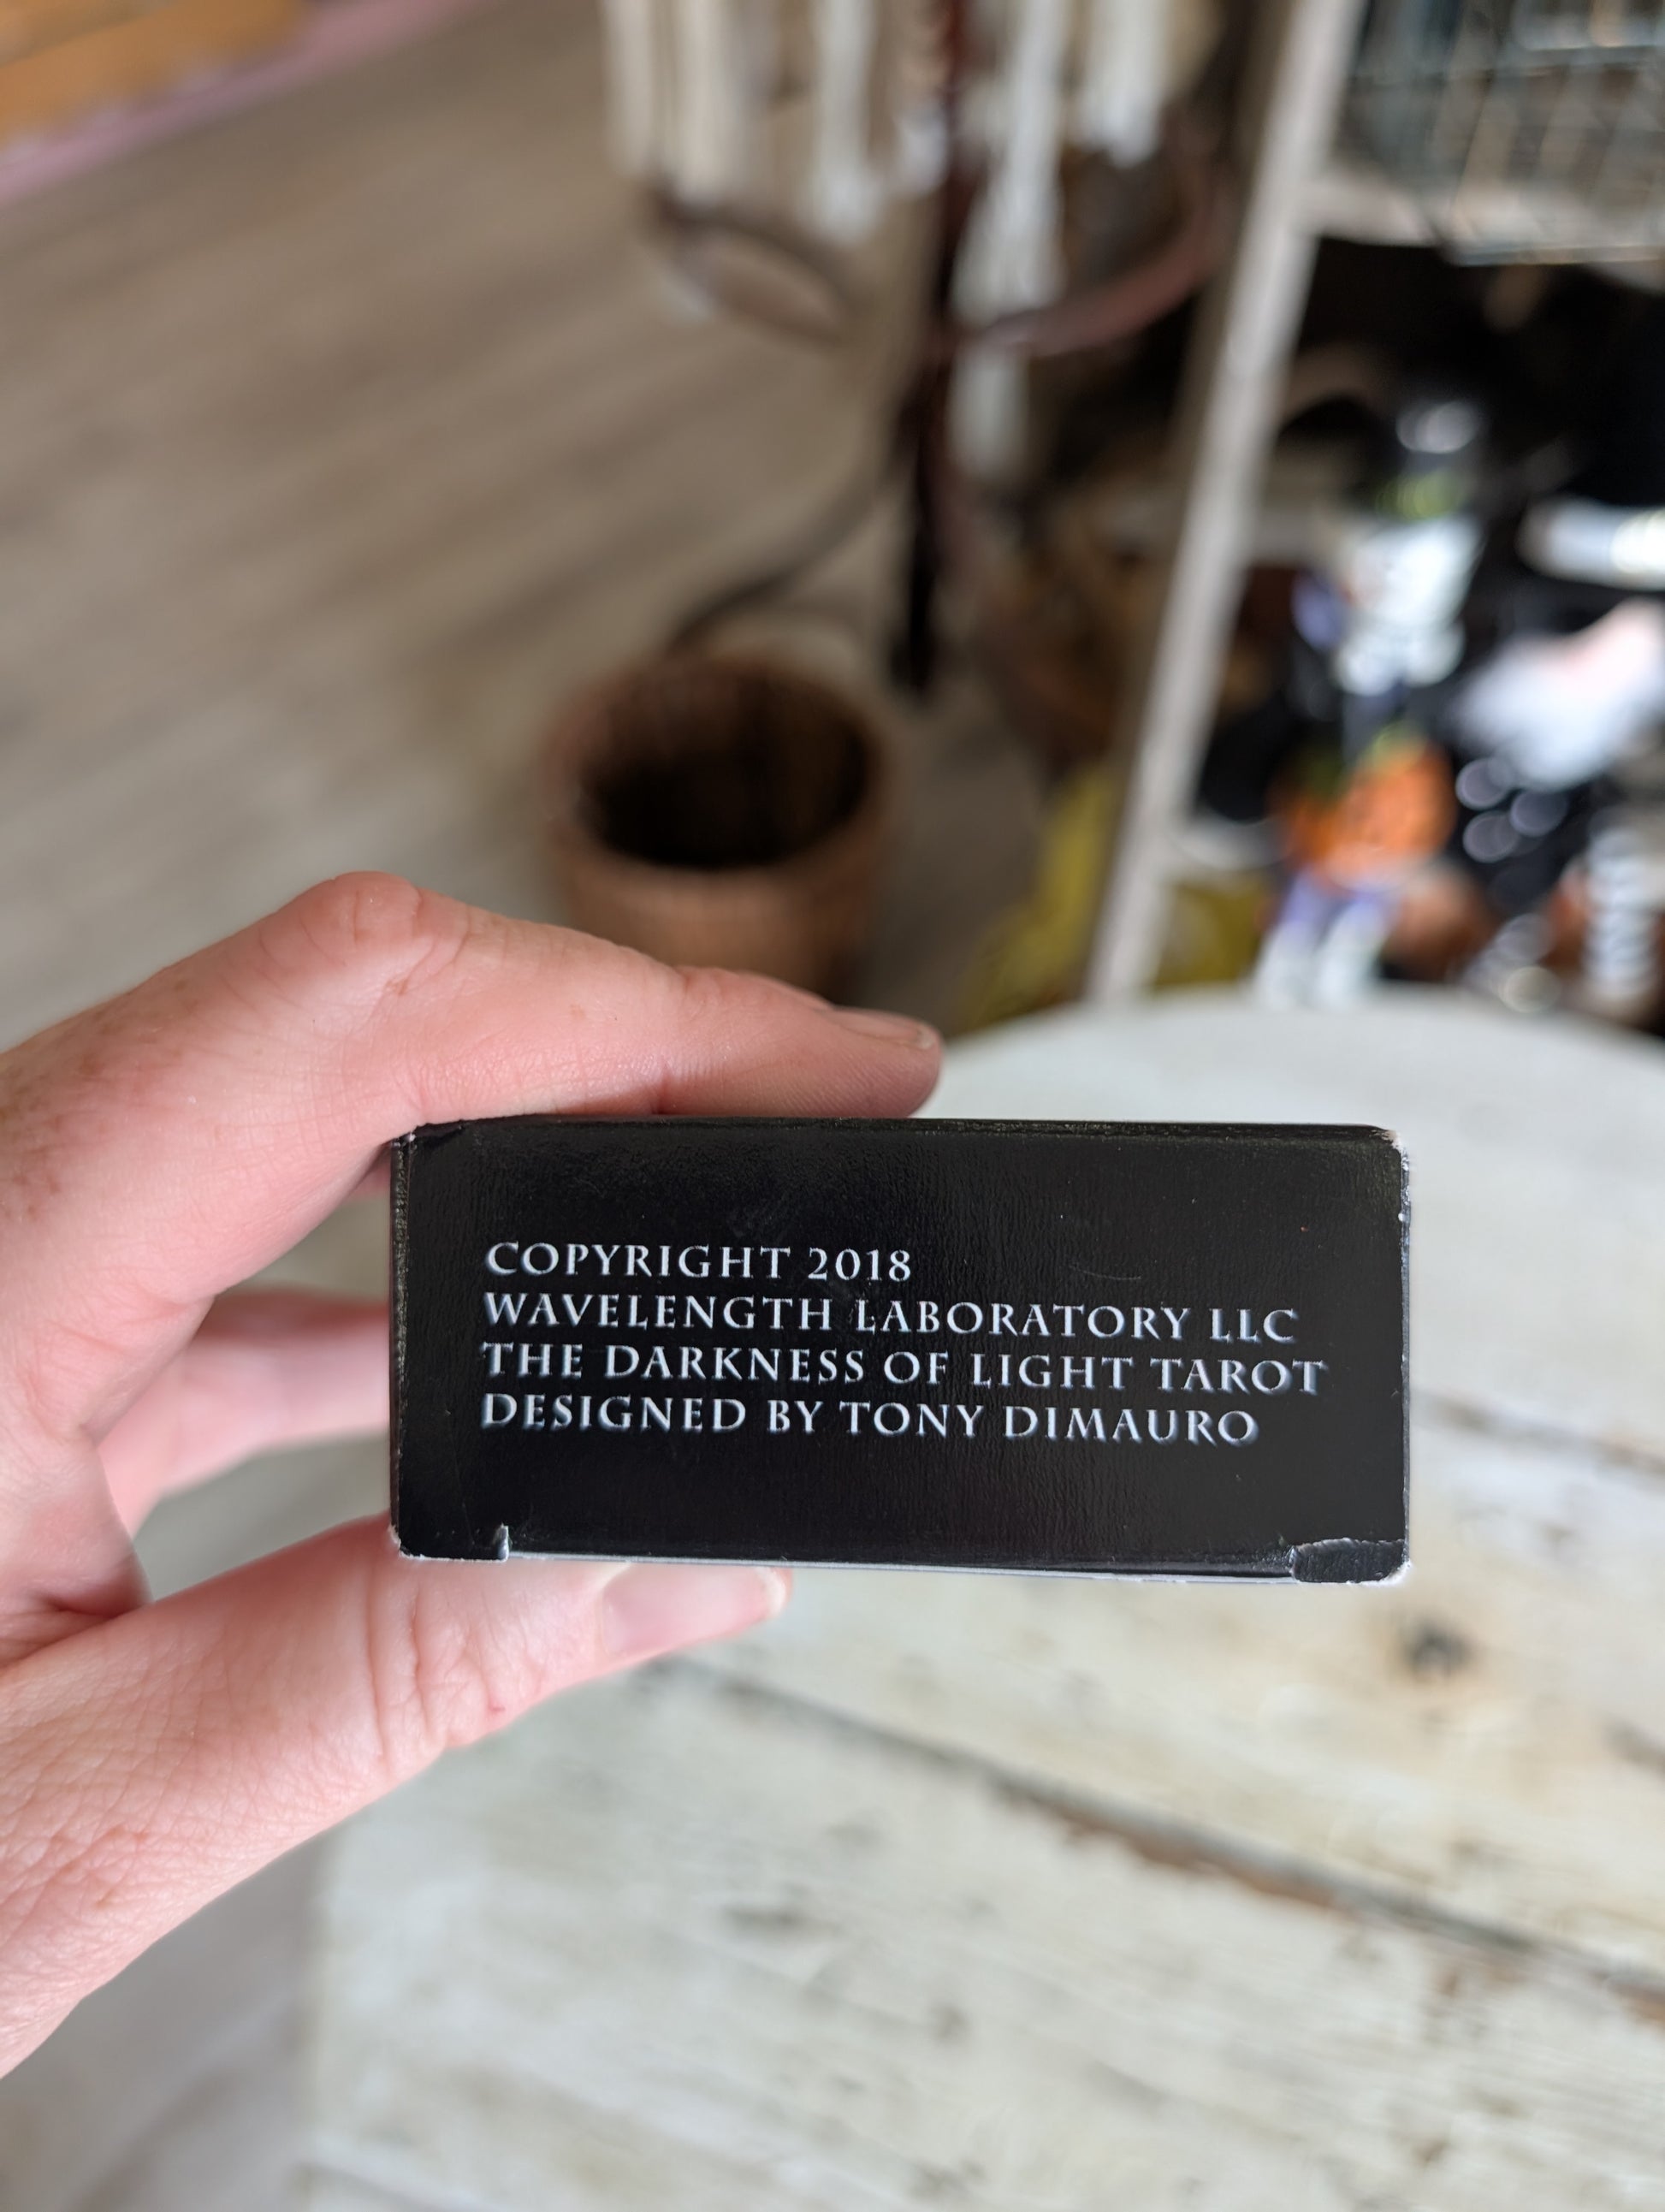 COPYRIGHT 2018
WAVELENGTH LABORATORY LLC
THE DARKNESS OF LIGHT TAROT
DESIGNED BY TONY DIMAURO